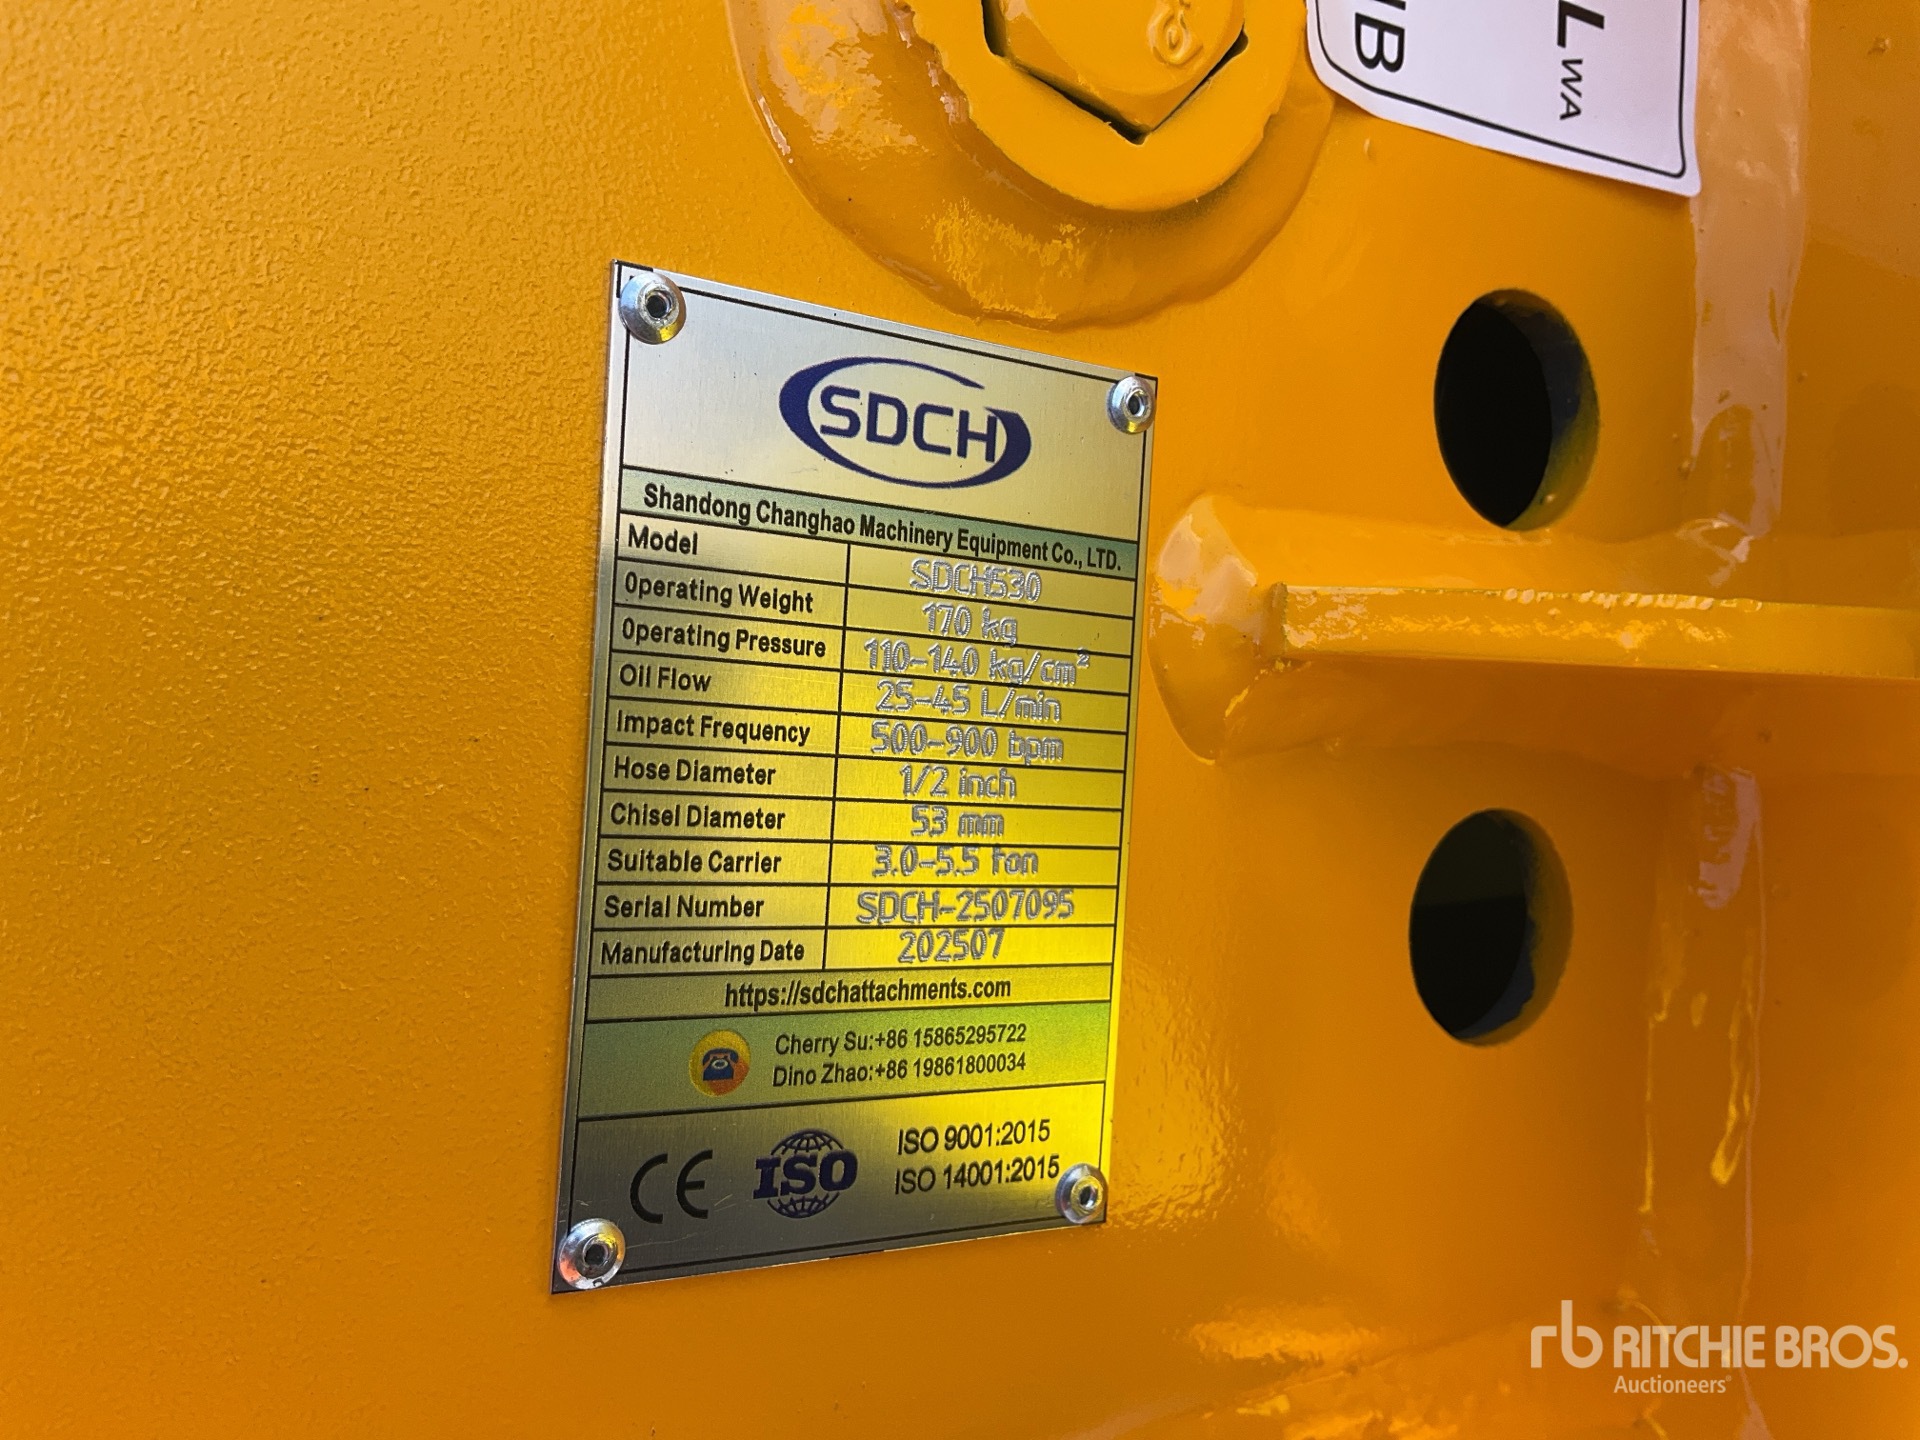 LWA
SDCH
Shandong Changhao Machinery Equipment Co., LTD.
Model SDCH530
Operating Weight 170 kg
Operating Pressure 110-140 kg/cm²
Oil Flow 25-45 L/min
Impact Frequency 500-900 bpm
Hose Diameter 1/2 inch
Chisel Diameter 53 mm
Suitable Carrier 3.0-5.5 ton
Serial Number SDCH-2507095
Manufacturing Date 202507
https://sdchattachments.com
Cherry Su:+86 15865295722
Dino Zhao:+86 19861800034
CE ISO ISO 9001:2015
ISO 14001:2015
rb RITCHIE BROS.
Auctioneers